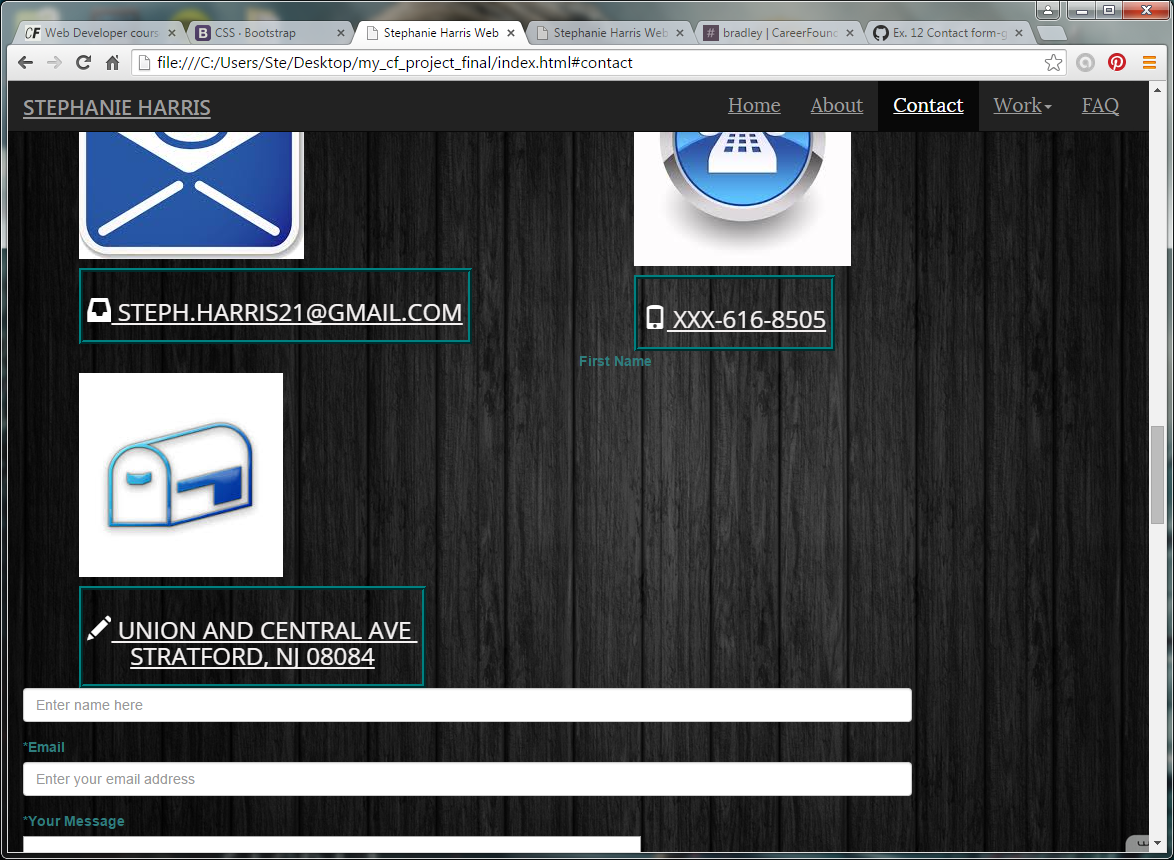 CF Web Developer cours
B CSS · Bootstrap
Stephanie Harris Web
Stephanie Harris Web
# bradley | CareerFound
Ex. 12 Contact form-g
file:///C:/Users/Ste/Desktop/my_cf_project_final/index.html#contact
STEPHANIE HARRIS
Home
About
Contact
Work
FAQ
STEPH.HARRIS21@GMAIL.COM
XXX-616-8505
First Name
UNION AND CENTRAL AVE
STRATFORD, NJ 08084
Enter name here
*Email
Enter your email address
*Your Message